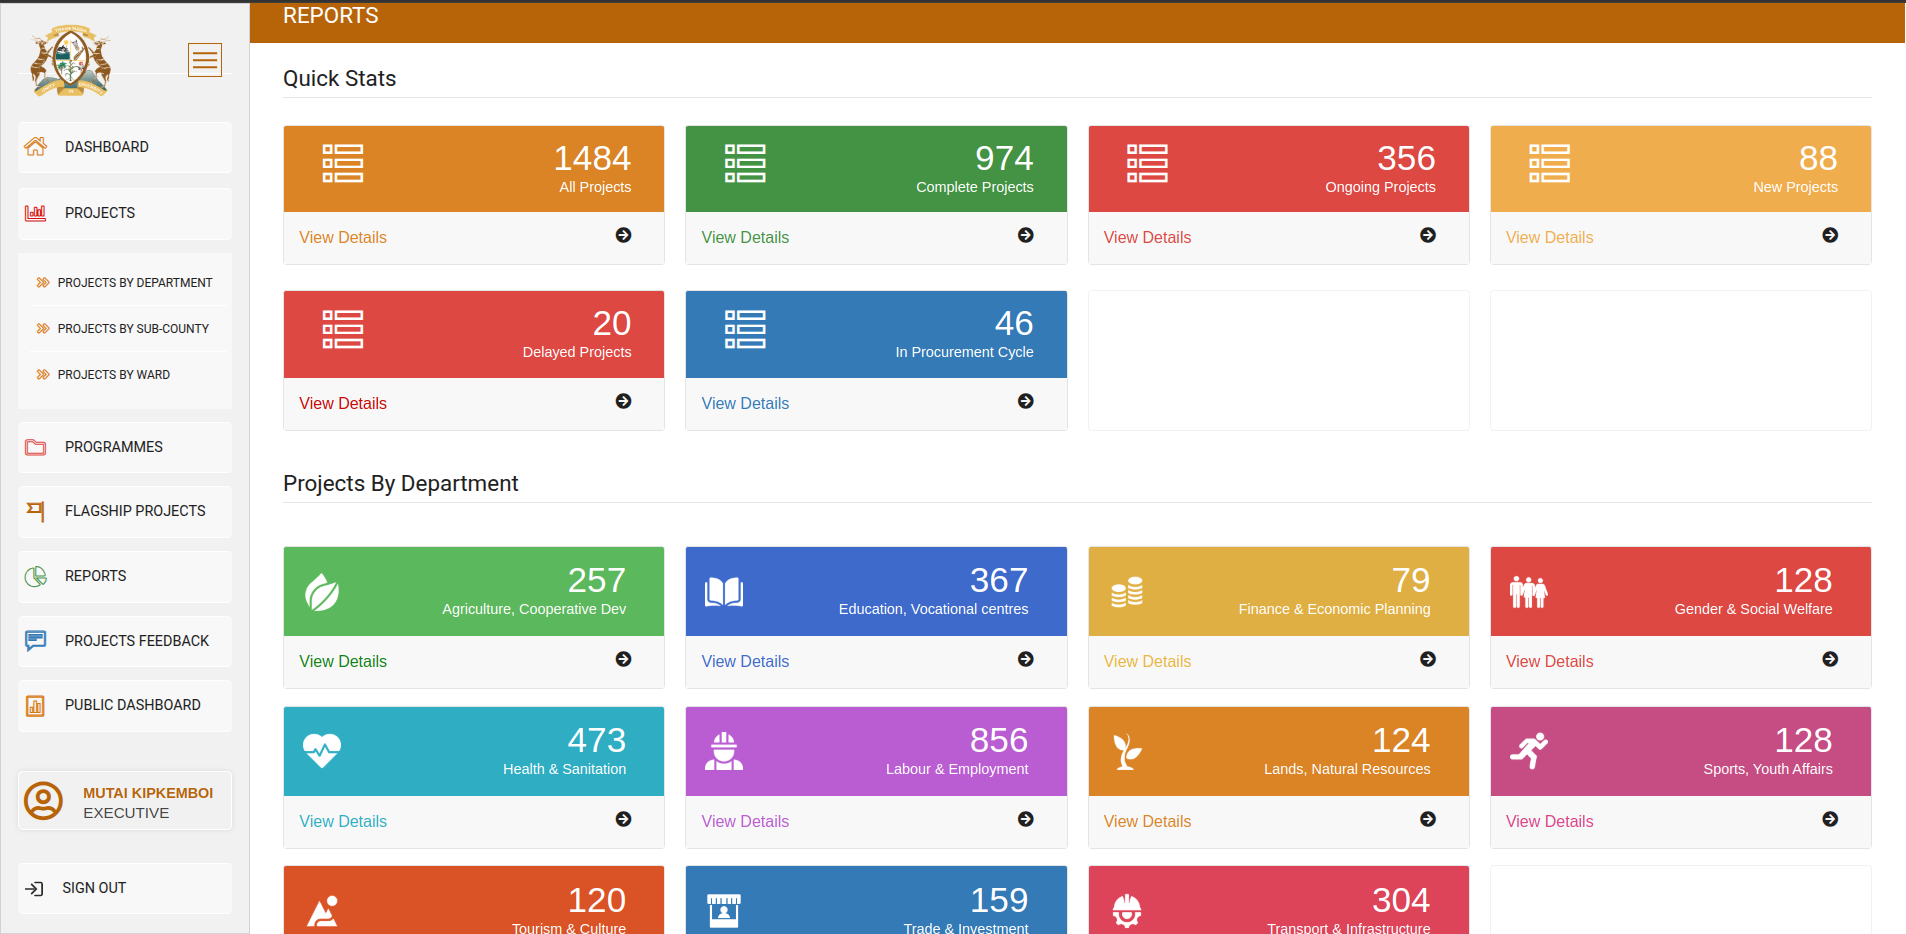 REPORTS
DASHBOARD
PROJECTS
PROJECTS BY DEPARTMENT
PROJECTS BY SUB-COUNTY
PROJECTS BY WARD
PROGRAMMES
FLAGSHIP PROJECTS
REPORTS
PROJECTS FEEDBACK
PUBLIC DASHBOARD
MUTAI KIPKEMBOI
EXECUTIVE
SIGN OUT
Quick Stats
1484
All Projects
View Details
974
Complete Projects
View Details
356
Ongoing Projects
View Details
88
New Projects
View Details
20
Delayed Projects
View Details
46
In Procurement Cycle
View Details
Projects By Department
257
Agriculture, Cooperative Dev
View Details
367
Education, Vocational centres
View Details
79
Finance & Economic Planning
View Details
128
Gender & Social Welfare
View Details
473
Health & Sanitation
View Details
856
Labour & Employment
View Details
124
Lands, Natural Resources
View Details
128
Sports, Youth Affairs
View Details
120
Tourism & Culture
159
Trade & Investment
304
Transport & Infrastructure